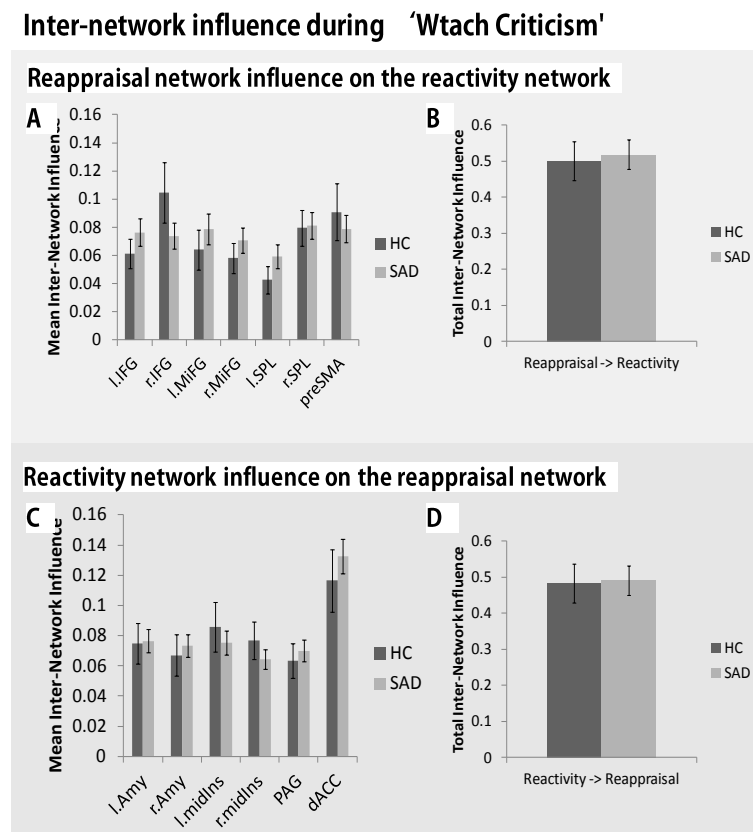 Inter-network influence during ‘Wtach Criticism'
Reappraisal network influence on the reactivity network
A
Mean Inter-Network Influence
0.16
0.14
0.12
0.1
0.08
0.06
0.04
0.02
0
l.IFG
r.IFG
l.MiFG
r.MiFG
l.SPL
r.SPL
preSMA
HC
SAD
B
Total Inter-Network Influence
0.6
0.5
0.4
0.3
0.2
0.1
0
Reappraisal -> Reactivity
HC
SAD
Reactivity network influence on the reappraisal network
C
Mean Inter-Network Influence
0.16
0.14
0.12
0.1
0.08
0.06
0.04
0.02
0
l.Amy
r.Amy
l.midIns
r.midIns
PAG
dACC
HC
SAD
D
Total Inter-Network Influence
0.6
0.5
0.4
0.3
0.2
0.1
0
Reactivity -> Reappraisal
HC
SAD